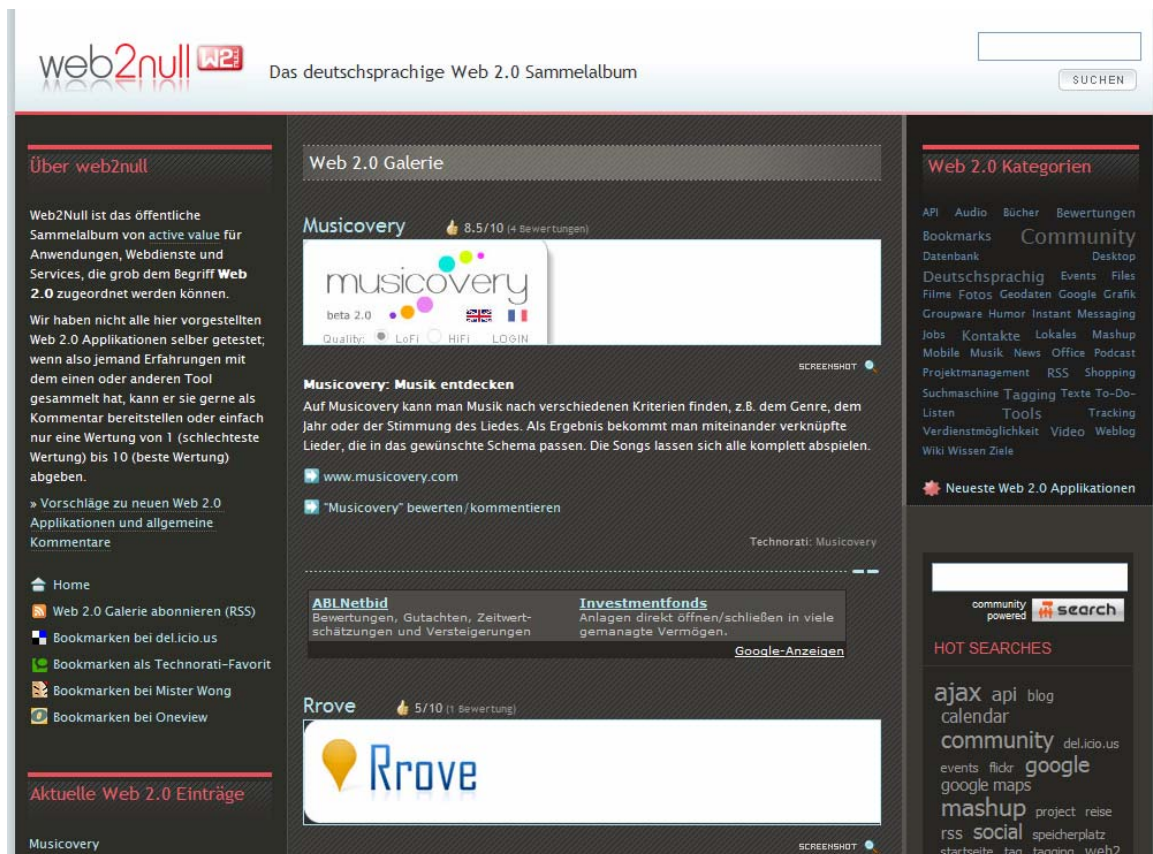 web2null W2
Das deutschsprachige Web 2.0 Sammelalbum
SUCHEN
Über web2null
Web2Null ist das öffentliche
Sammelalbum von active value für
Anwendungen, Webdienste und
Services, die grob dem Begriff Web
2.0 zugeordnet werden können.
Wir haben nicht alle hier vorgestellten
Web 2.0 Applikationen selber getestet;
wenn also jemand Erfahrungen mit
dem einen oder anderen Tool
gesammelt hat, kann er sie gerne als
Kommentar bereitstellen oder einfach
nur eine Wertung von 1 (schlechteste
Wertung) bis 10 (beste Wertung)
abgeben.
» Vorschläge zu neuen Web 2.0
Applikationen und allgemeine
Kommentare
Home
Web 2.0 Galerie abonnieren (RSS)
Bookmarken bei del.icio.us
Bookmarken als Technorati-Favorit
Bookmarken bei Mister Wong
Bookmarken bei Oneview
Aktuelle Web 2.0 Einträge
Musicovery
Web 2.0 Galerie
Musicovery 8.5/10 (4 Bewertungen)
musicovery
beta 2.0
Quality: LoFi HiFi LOGIN
SCREENSHOT
Musicovery: Musik entdecken
Auf Musicovery kann man Musik nach verschiedenen Kriterien finden, z.B. dem Genre, dem
Jahr oder der Stimmung des Liedes. Als Ergebnis bekommt man miteinander verknüpfte
Lieder, die in das gewünschte Schema passen. Die Songs lassen sich alle komplett abspielen.
www.musicovery.com
"Musicovery" bewerten/kommentieren
Technorati: Musicovery
ABLNetbid
Bewertungen, Gutachten, Zeitwert-
schätzungen und Versteigerungen
Investmentfonds
Anlagen direkt öffnen/schließen in viele
gemanagte Vermögen.
Google-Anzeigen
Rrove 5/10 (1 Bewertung)
Rrove
SCREENSHOT
Web 2.0 Kategorien
API Audio Bücher Bewertungen
Bookmarks Community
Datenbank Desktop
Deutschsprachig Events Files
Filme Fotos Geodaten Google Grafik
Groupware Humor Instant Messaging
Jobs Kontakte Lokales Mashup
Mobile Musik News Office Podcast
Projektmanagement RSS Shopping
Suchmaschine Tagging Texte To-Do-
Listen Tools Tracking
Verdienstmöglichkeit Video Weblog
Wiki Wissen Ziele
Neueste Web 2.0 Applikationen
community
powered search
HOT SEARCHES
ajax api blog
calendar
community del.icio.us
events flickr google
google maps
mashup project reise
rss social speicherplatz
startseite tag tagging web2